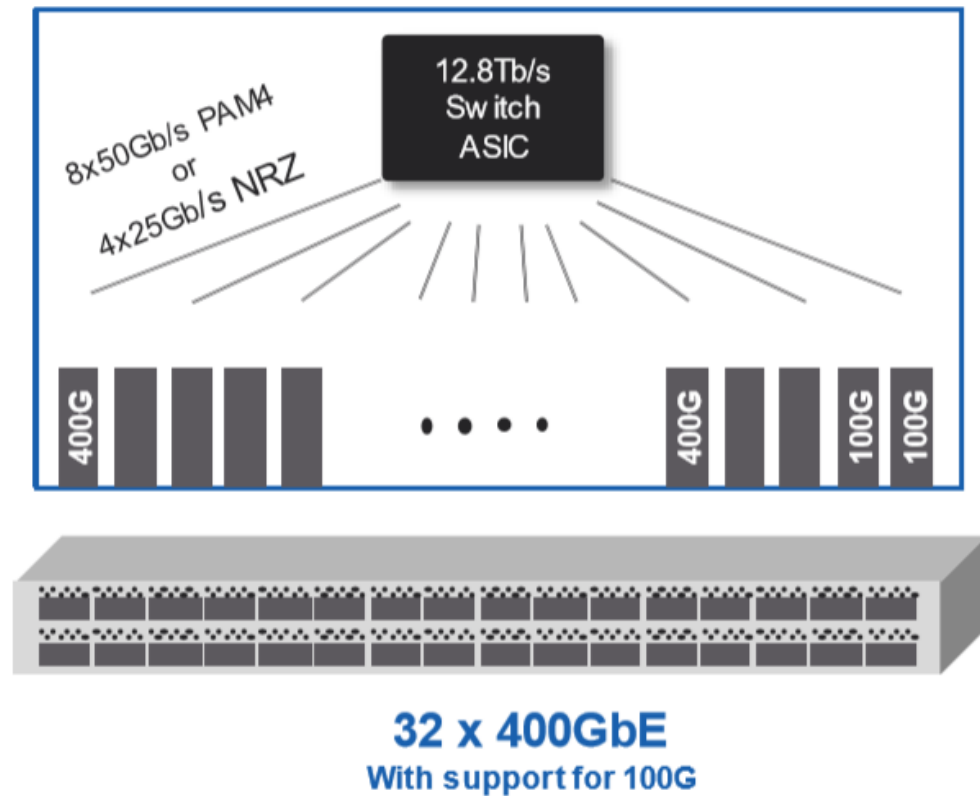 12.8Tb/s
Switch
ASIC
8x50Gb/s PAM4
or
4x25Gb/s NRZ
400G
400G
100G
100G
32 x 400GbE
With support for 100G